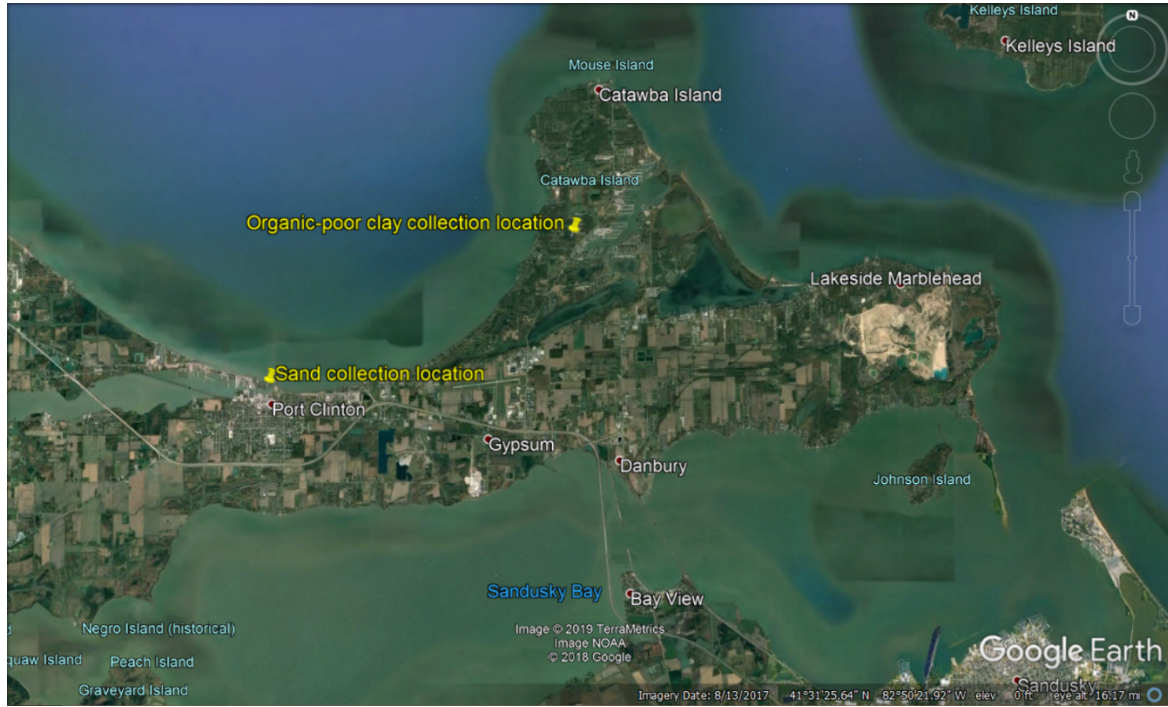 Kelleys Island
N
Kelleys Island
Mouse Island
Catawba Island
Catawba Island
Organic-poor clay collection location
Lakeside Marblehead
Sand collection location
Port Clinton
Gypsum
Danbury
Johnson Island
Sandusky Bay
Bay View
Negro Island (historical)
Image © 2019 TerraMetrics
Image NOAA
© 2018 Google
quaw Island
Peach Island
Google Earth
Graveyard Island
Sandusky
Imagery Date: 8/13/2017 41°31'25.64" N 82°50'21.92" W elev 0 ft eye alt 16.17 mi